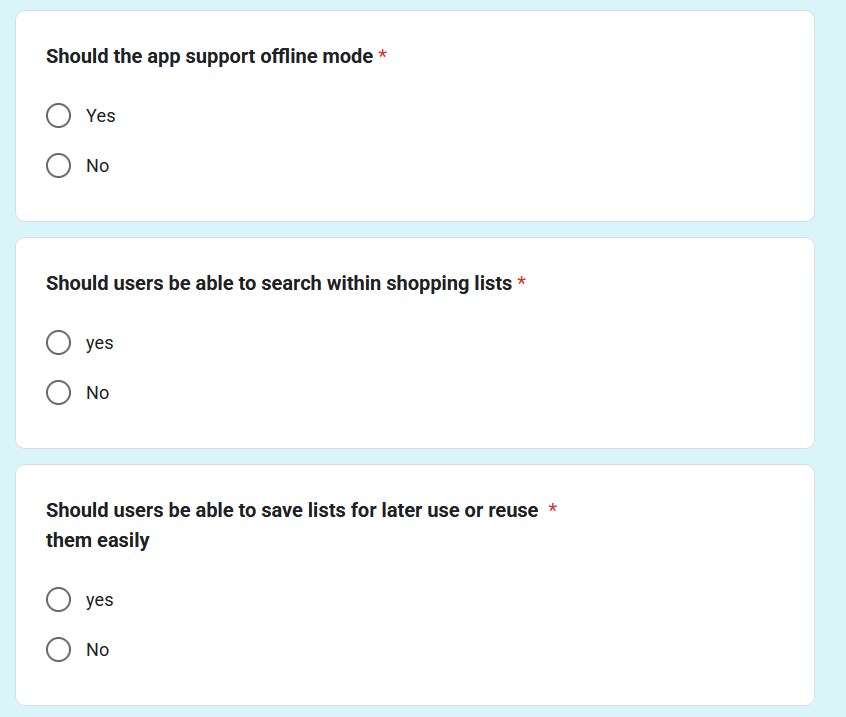 Should the app support offline mode *
Yes
No
Should users be able to search within shopping lists *
yes
No
Should users be able to save lists for later use or reuse *
them easily
yes
No